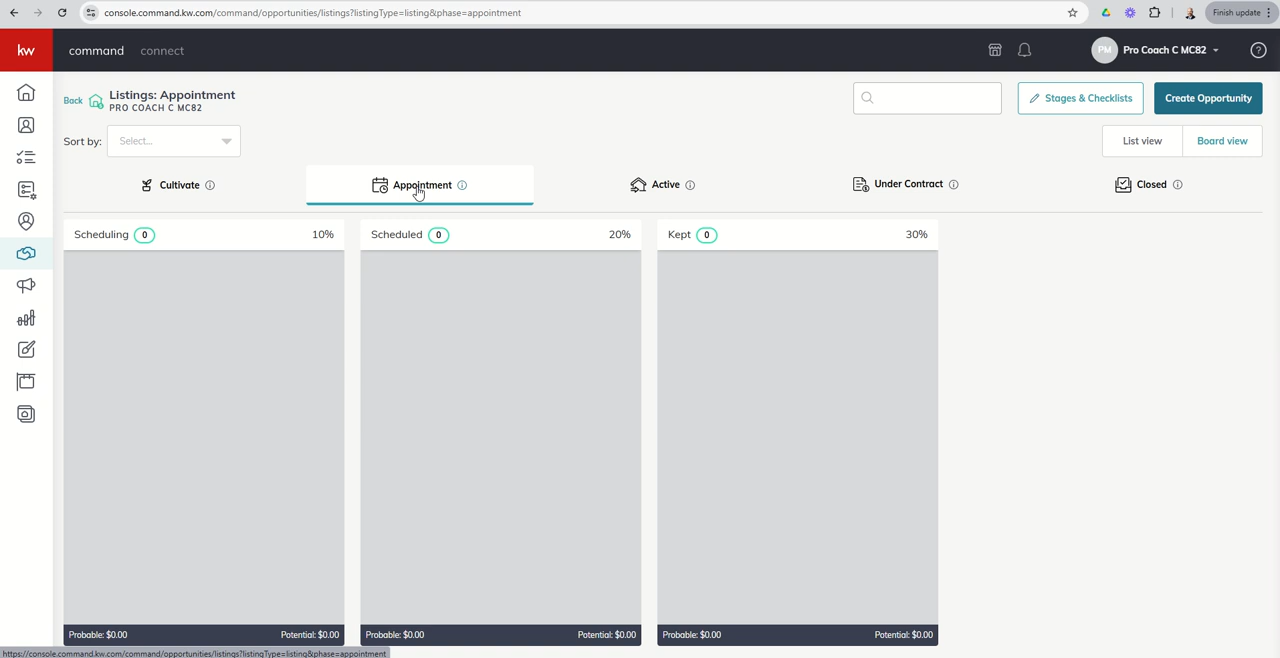 console.command.kw.com/command/opportunities/listings?listingType=listing&phase=appointment
Finish update
kw
command
connect
PM
Pro Coach C MC82
Back
Listings: Appointment
PRO COACH C MC82
Stages & Checklists
Create Opportunity
Sort by:
Select...
List view
Board view
Cultivate
Appointment
Active
Under Contract
Closed
Scheduling 0 10%
Scheduled 0 20%
Kept 0 30%
Probable: $0.00 Potential: $0.00
Probable: $0.00 Potential: $0.00
Probable: $0.00 Potential: $0.00
https://console.command.kw.com/command/opportunities/listings?listingType=listing&phase=appointment